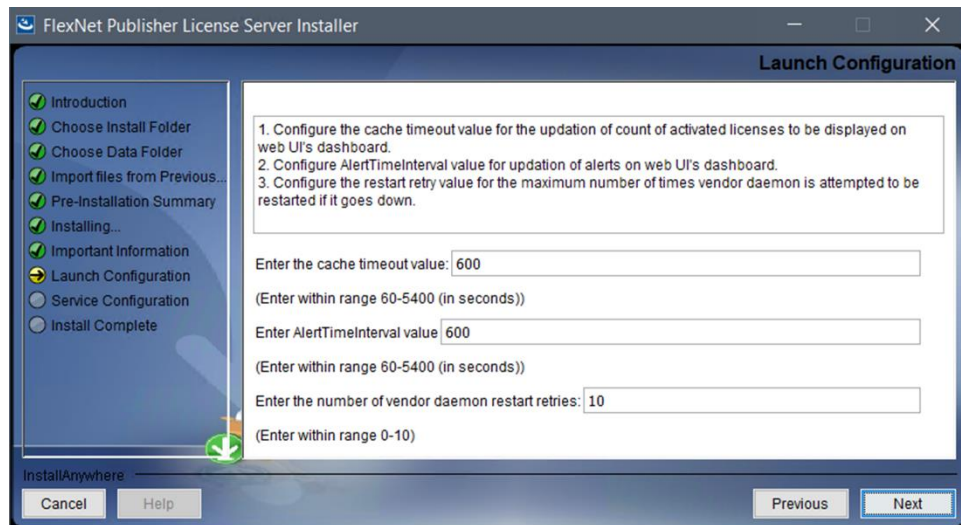 FlexNet Publisher License Server Installer
Launch Configuration
Introduction
Choose Install Folder
Choose Data Folder
Import files from Previous...
Pre-Installation Summary
Installing...
Important Information
Launch Configuration
Service Configuration
Install Complete
1. Configure the cache timeout value for the updation of count of activated licenses to be displayed on
web UI's dashboard.
2. Configure AlertTimeInterval value for updation of alerts on web UI's dashboard.
3. Configure the restart retry value for the maximum number of times vendor daemon is attempted to be
restarted if it goes down.
Enter the cache timeout value: 600
(Enter within range 60-5400 (in seconds))
Enter AlertTimeInterval value 600
(Enter within range 60-5400 (in seconds))
Enter the number of vendor daemon restart retries: 10
(Enter within range 0-10)
InstallAnywhere
Cancel Help Previous Next